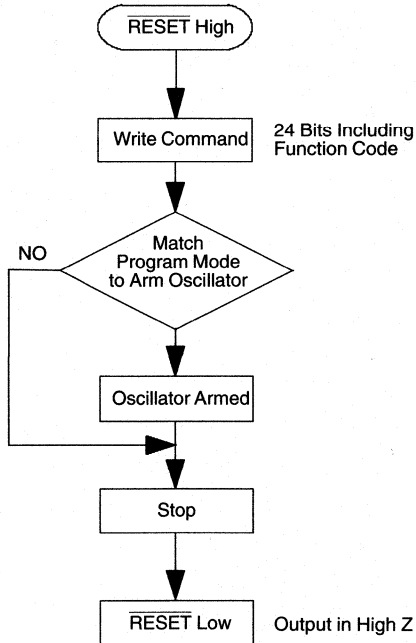 RESET High
Write Command
24 Bits Including
Function Code
NO
Match
Program Mode
to Arm Oscillator
Oscillator Armed
Stop
RESET Low
Output in High Z